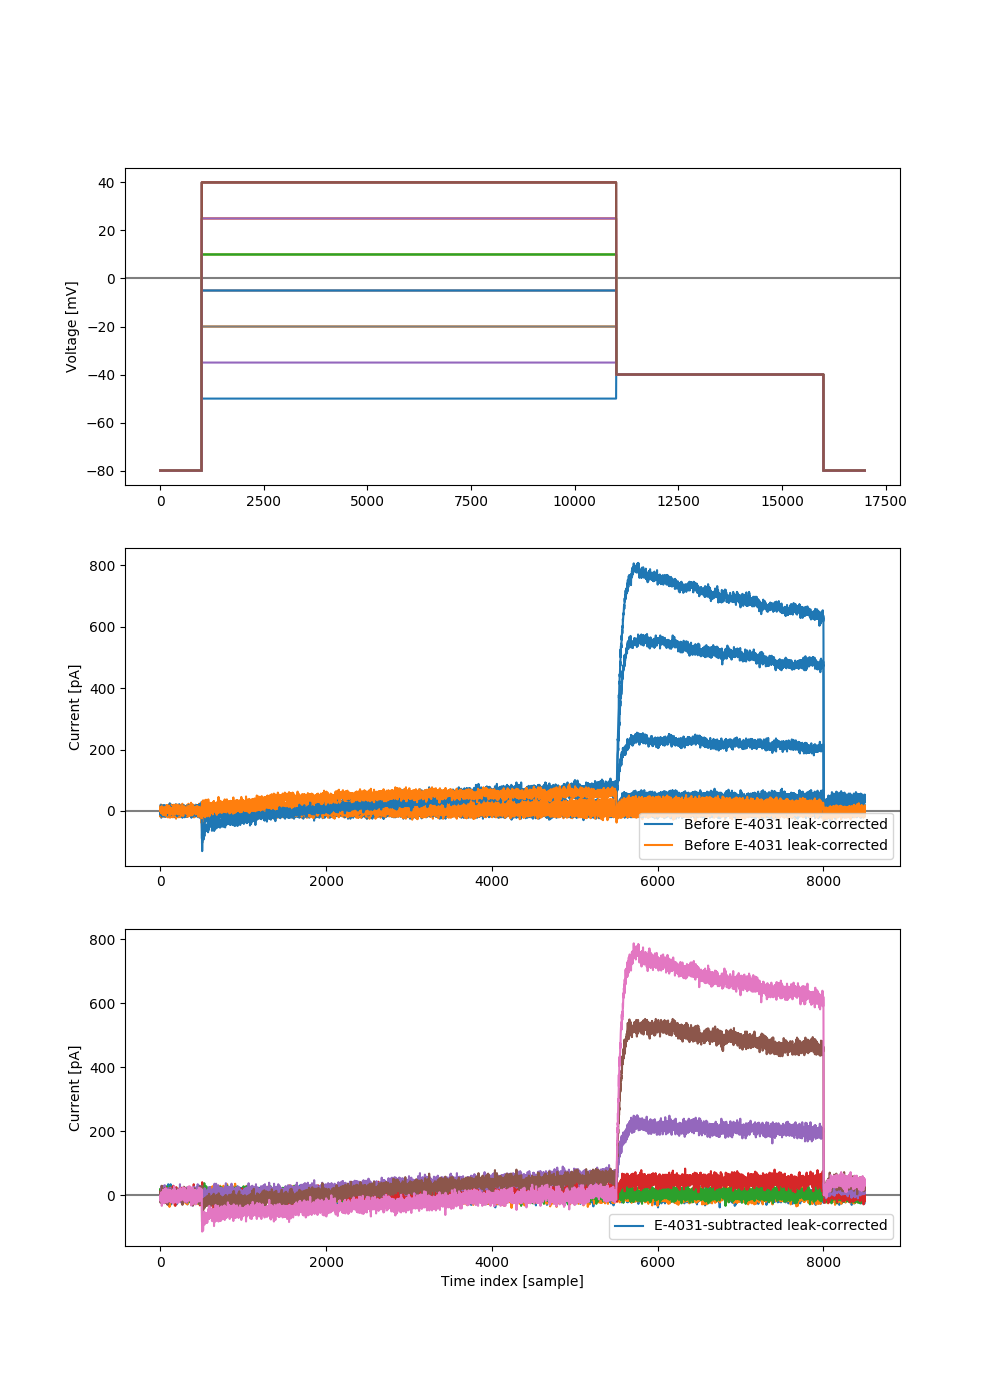 40
20
0
−20
−40
−60
−80
Voltage [mV]
0 2500 5000 7500 10000 12500 15000 17500
800
600
400
200
0
Current [pA]
Before E-4031 leak-corrected
Before E-4031 leak-corrected
0 2000 4000 6000 8000
800
600
400
200
0
Current [pA]
E-4031-subtracted leak-corrected
0 2000 4000 6000 8000
Time index [sample]